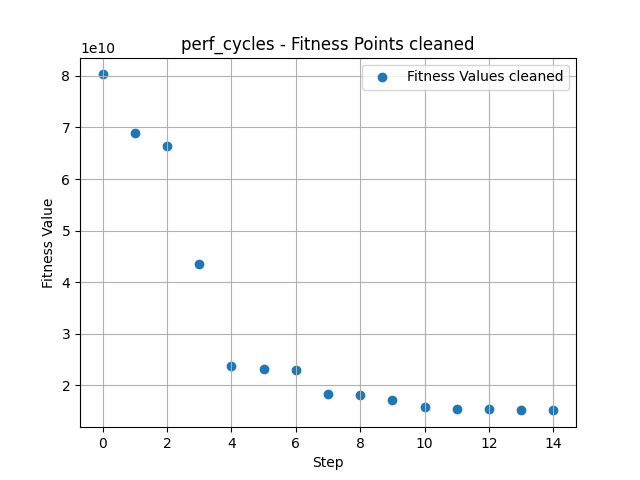 perf_cycles - Fitness Points cleaned
1e10
Fitness Values cleaned
8
7
6
5
4
3
2
Fitness Value
0 2 4 6 8 10 12 14
Step